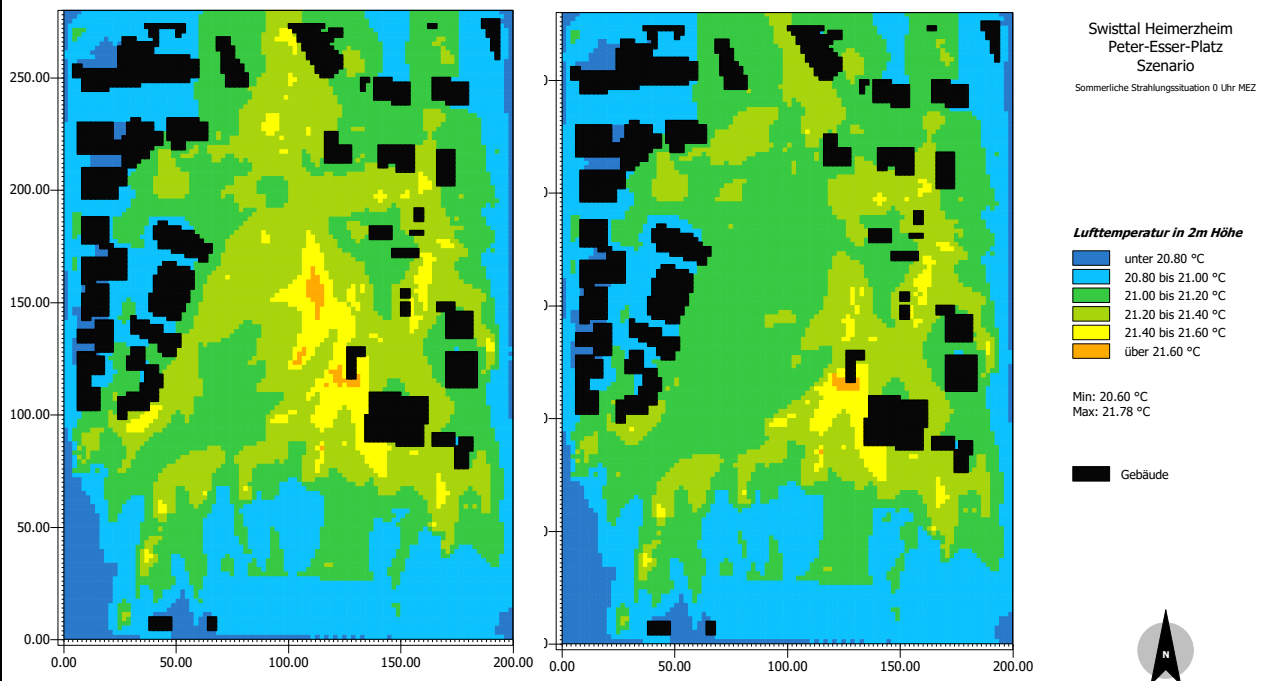 250.00
200.00
150.00
100.00
50.00
0.00
0.00 50.00 100.00 150.00 200.00
0.00 50.00 100.00 150.00 200.00
Swisttal Heimerzheim
Peter-Esser-Platz
Szenario
Sommerliche Strahlungssituation 0 Uhr MEZ
Lufttemperatur in 2m Höhe
unter 20.80 °C
20.80 bis 21.00 °C
21.00 bis 21.20 °C
21.20 bis 21.40 °C
21.40 bis 21.60 °C
über 21.60 °C
Min: 20.60 °C
Max: 21.78 °C
Gebäude
N